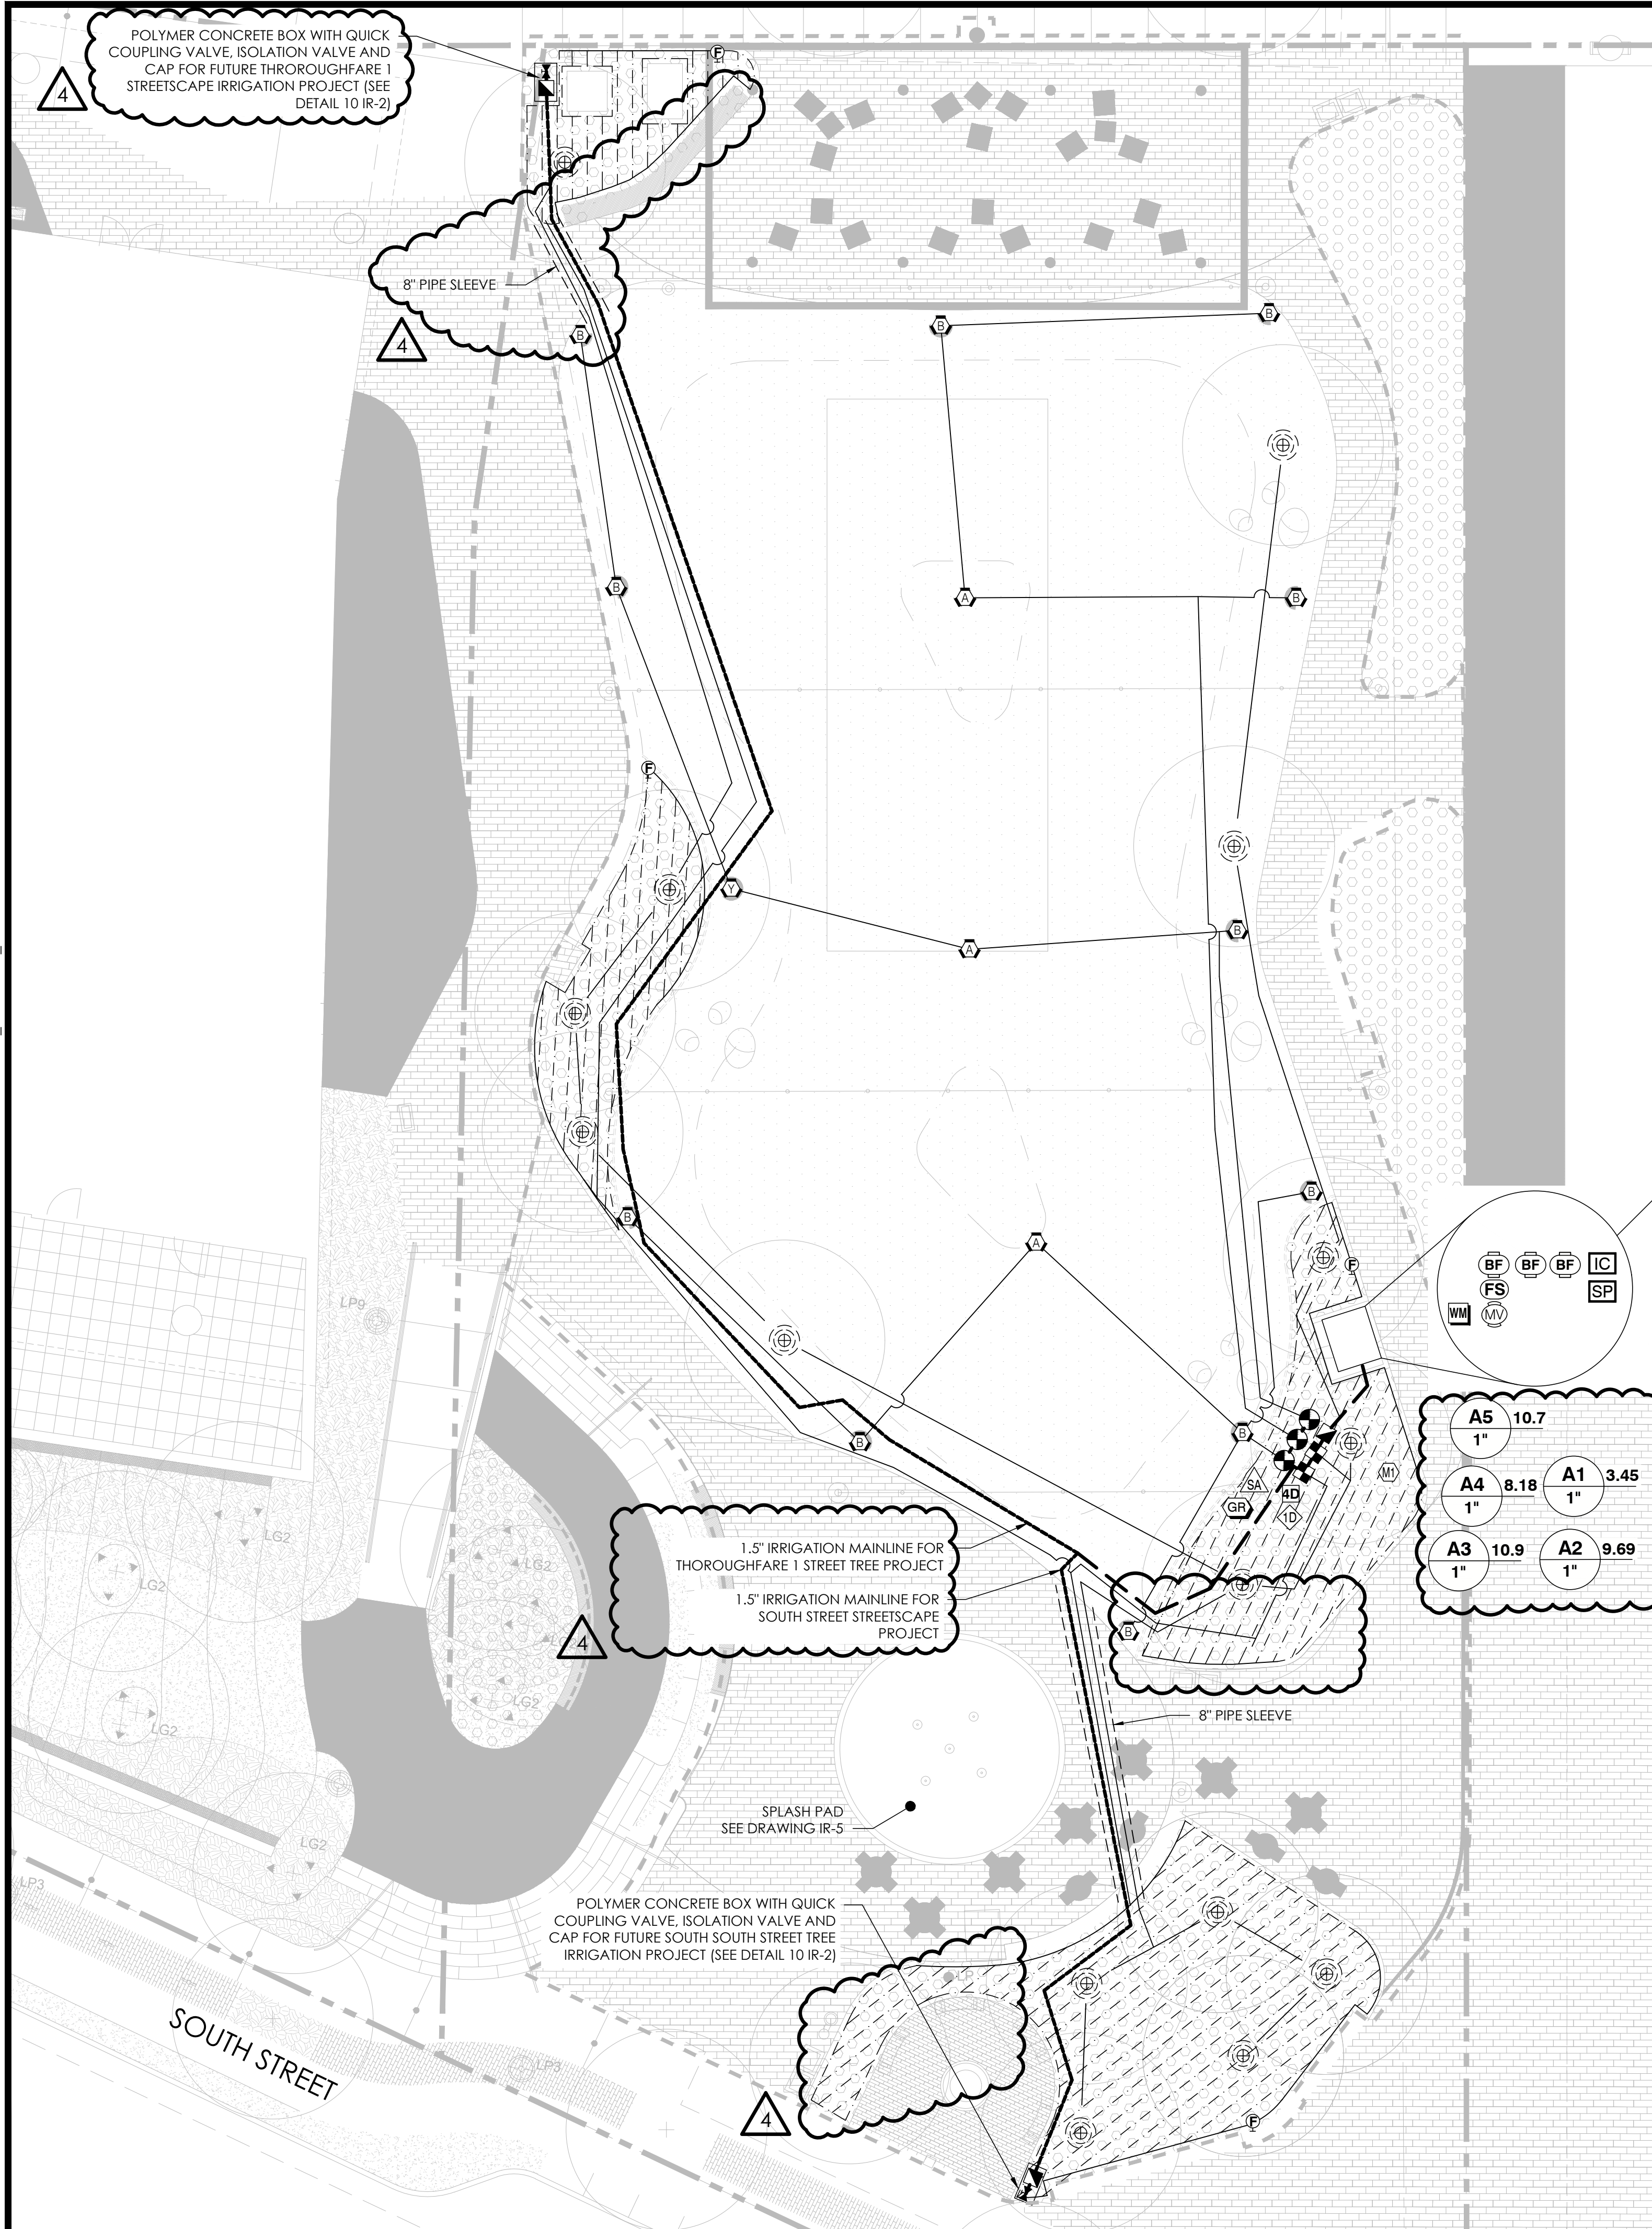 POLYMER CONCRETE BOX WITH QUICK
COUPLING VALVE, ISOLATION VALVE AND
CAP FOR FUTURE THROROUGHFARE 1
STREETSCAPE IRRIGATION PROJECT (SEE
DETAIL 10 IR-2)
4
F
8" PIPE SLEEVE
4
B
B
B
B
A
B
F
Y
A
B
B
B
A
F
BF
BF
BF
IC
FS
SP
WM
MV
LP9
B
B
M1
SA
4D
GR
1D
A5
10.7
1"
A4
8.18
1"
A1
3.45
1"
A3
10.9
1"
A2
9.69
1"
LG2
LG2
LG2
LG2
LG2
LG2
LG2
LG2
1.5" IRRIGATION MAINLINE FOR
THOROUGHFARE 1 STREET TREE PROJECT
1.5" IRRIGATION MAINLINE FOR
SOUTH STREET STREETSCAPE
PROJECT
4
B
8" PIPE SLEEVE
SPLASH PAD
SEE DRAWING IR-5
LP3
POLYMER CONCRETE BOX WITH QUICK
COUPLING VALVE, ISOLATION VALVE AND
CAP FOR FUTURE SOUTH SOUTH STREET TREE
IRRIGATION PROJECT (SEE DETAIL 10 IR-2)
SOUTH STREET
LP3
4
F